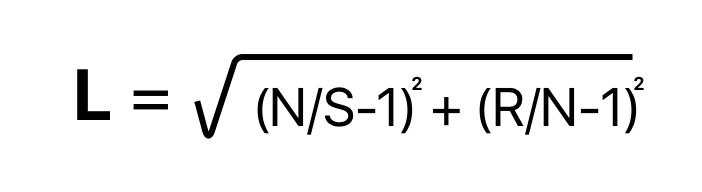 L = √(N/S-1)² + (R/N-1)²